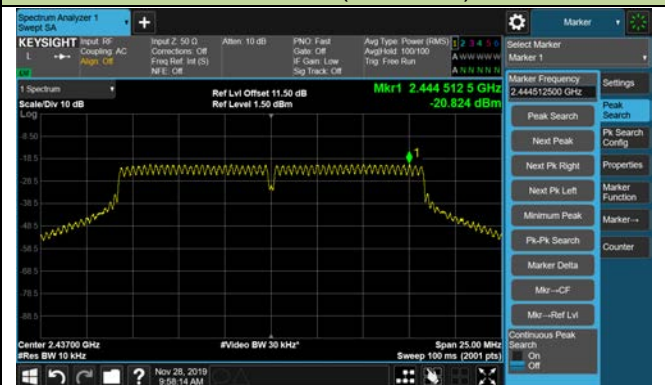 Spectrum Analyzer 1
Swept SA
Marker
KEYSIGHT
L
Input: RF
Coupling: AC
Align: Off
Input Z: 50 Ω
Corrections: Off
Freq Ref: Int (S)
NFE: Off
Atten: 10 dB
PNO: Fast
Gate: Off
IF Gain: Low
Sig Track: Off
Avg Type: Power (RMS)
Avg|Hold: 100/100
Trig: Free Run
1 2 3 4 5 6
A W W W W W
A N N N N N
Select Marker
Marker 1
1 Spectrum
Scale/Div 10 dB
Log
Ref Lvl Offset 11.50 dB
Ref Level 1.50 dBm
Mkr1 2.444 512 5 GHz
-20.824 dBm
Marker Frequency
2.444512500 GHz
Settings
Peak Search
Next Peak
Next Pk Right
Next Pk Left
Minimum Peak
Pk-Pk Search
Marker Delta
Mkr→CF
Mkr→Ref Lvl
Continuous Peak Search
On
Off
Peak Search
Pk Search Config
Properties
Marker Function
Marker→
Counter
1
-8.50
-18.5
-28.5
-38.5
-48.5
-58.5
-68.5
-78.5
-88.5
Center 2.43700 GHz
#Res BW 10 kHz
#Video BW 30 kHz*
Span 25.00 MHz
Sweep 100 ms (2001 pts)
?
Nov 28, 2019
9:58:14 AM